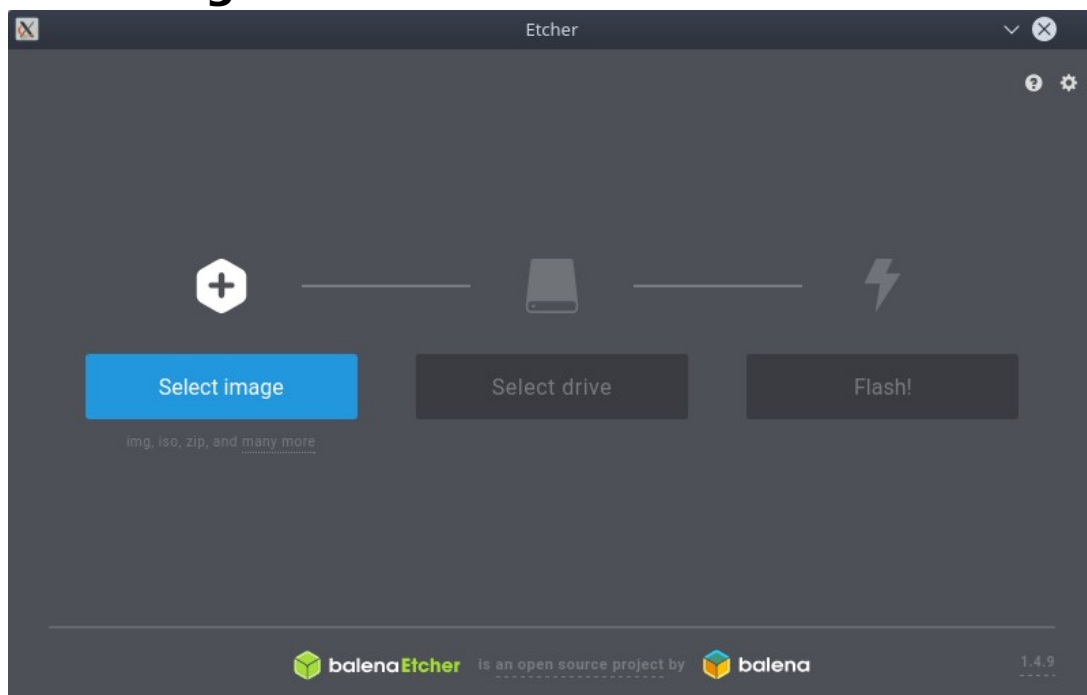 Etcher
Select image
Select drive
Flash!
img, iso, zip, and many more
balenaEtcher is an open source project by balena
1.4.9